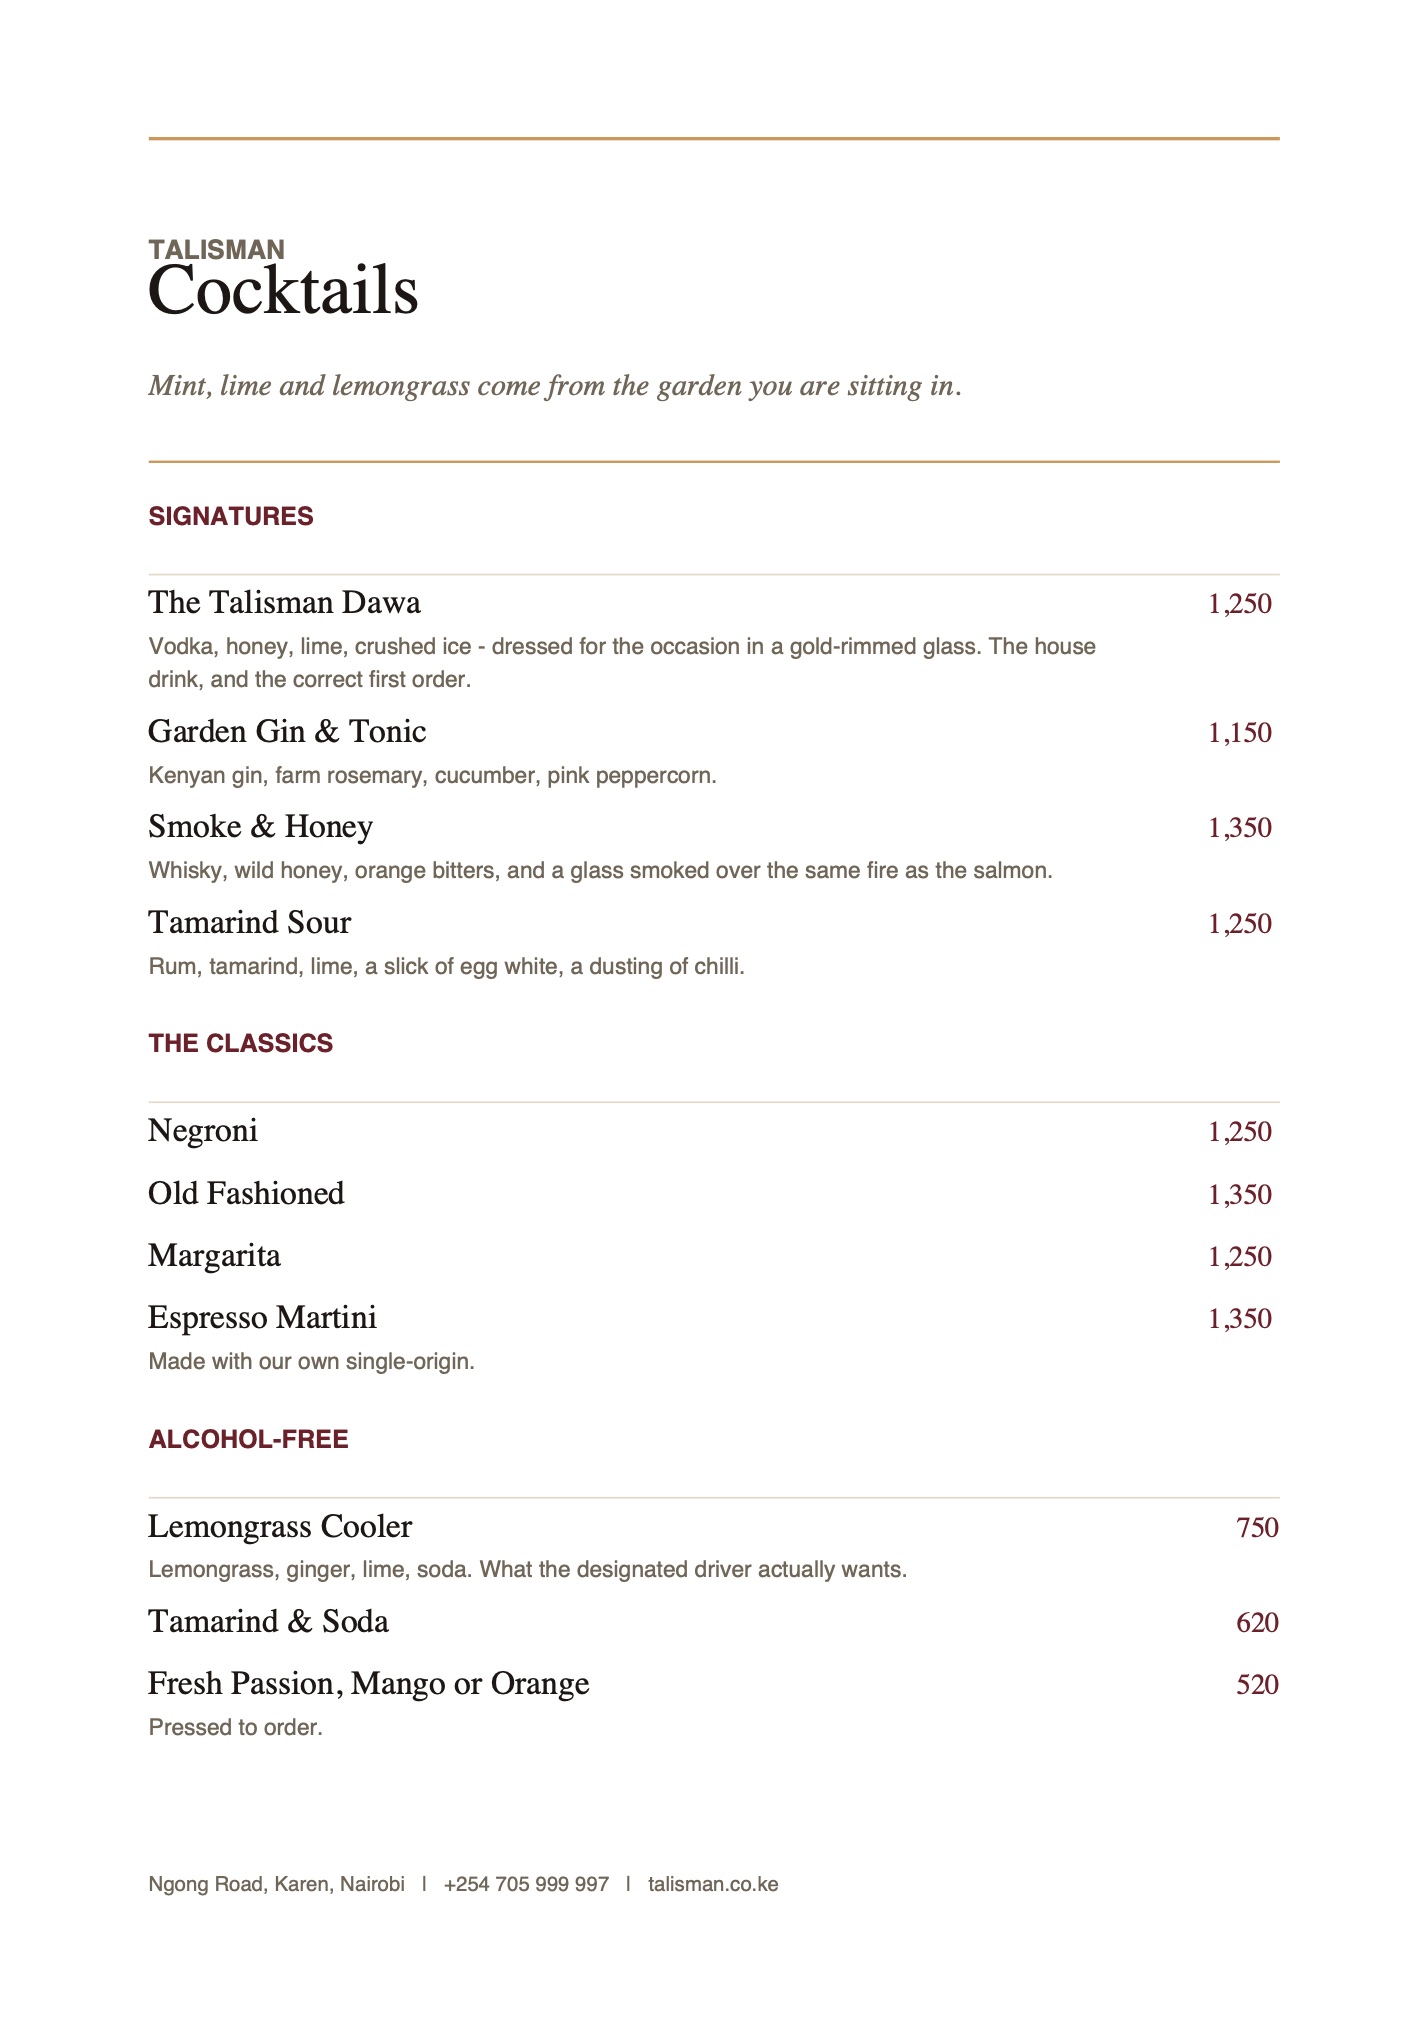 TALISMAN
Cocktails
Mint, lime and lemongrass come from the garden you are sitting in.
SIGNATURES
The Talisman Dawa 1,250
Vodka, honey, lime, crushed ice - dressed for the occasion in a gold-rimmed glass. The house
drink, and the correct first order.
Garden Gin & Tonic 1,150
Kenyan gin, farm rosemary, cucumber, pink peppercorn.
Smoke & Honey 1,350
Whisky, wild honey, orange bitters, and a glass smoked over the same fire as the salmon.
Tamarind Sour 1,250
Rum, tamarind, lime, a slick of egg white, a dusting of chilli.
THE CLASSICS
Negroni 1,250
Old Fashioned 1,350
Margarita 1,250
Espresso Martini 1,350
Made with our own single-origin.
ALCOHOL-FREE
Lemongrass Cooler 750
Lemongrass, ginger, lime, soda. What the designated driver actually wants.
Tamarind & Soda 620
Fresh Passion, Mango or Orange 520
Pressed to order.
Ngong Road, Karen, Nairobi | +254 705 999 997 | talisman.co.ke